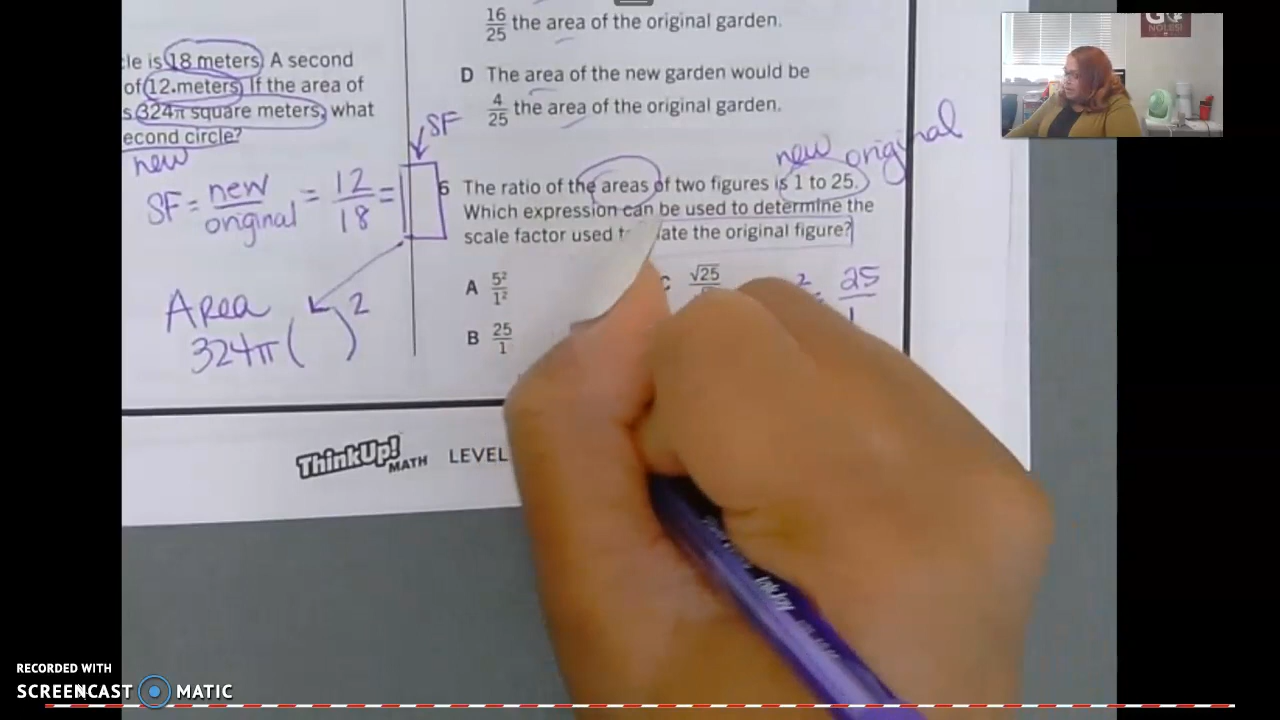 cle is 18 meters. A second
of 12 meters. If the area of
s 324π square meters, what
econd circle?
new
SF = new/original = 12/18 =
SF
Area
324π ( )²
16/25 the area of the original garden.
D The area of the new garden would be
4/25 the area of the original garden.
new original
6 The ratio of the areas of two figures is 1 to 25.
Which expression can be used to determine the
scale factor used to late the original figure?
A 5²/1²
B 25/1
C √25
2 = 25/1
ThinkUp! MATH LEVEL
InkJoy
G
NOLES!
RECORDED WITH
SCREENCAST MATIC